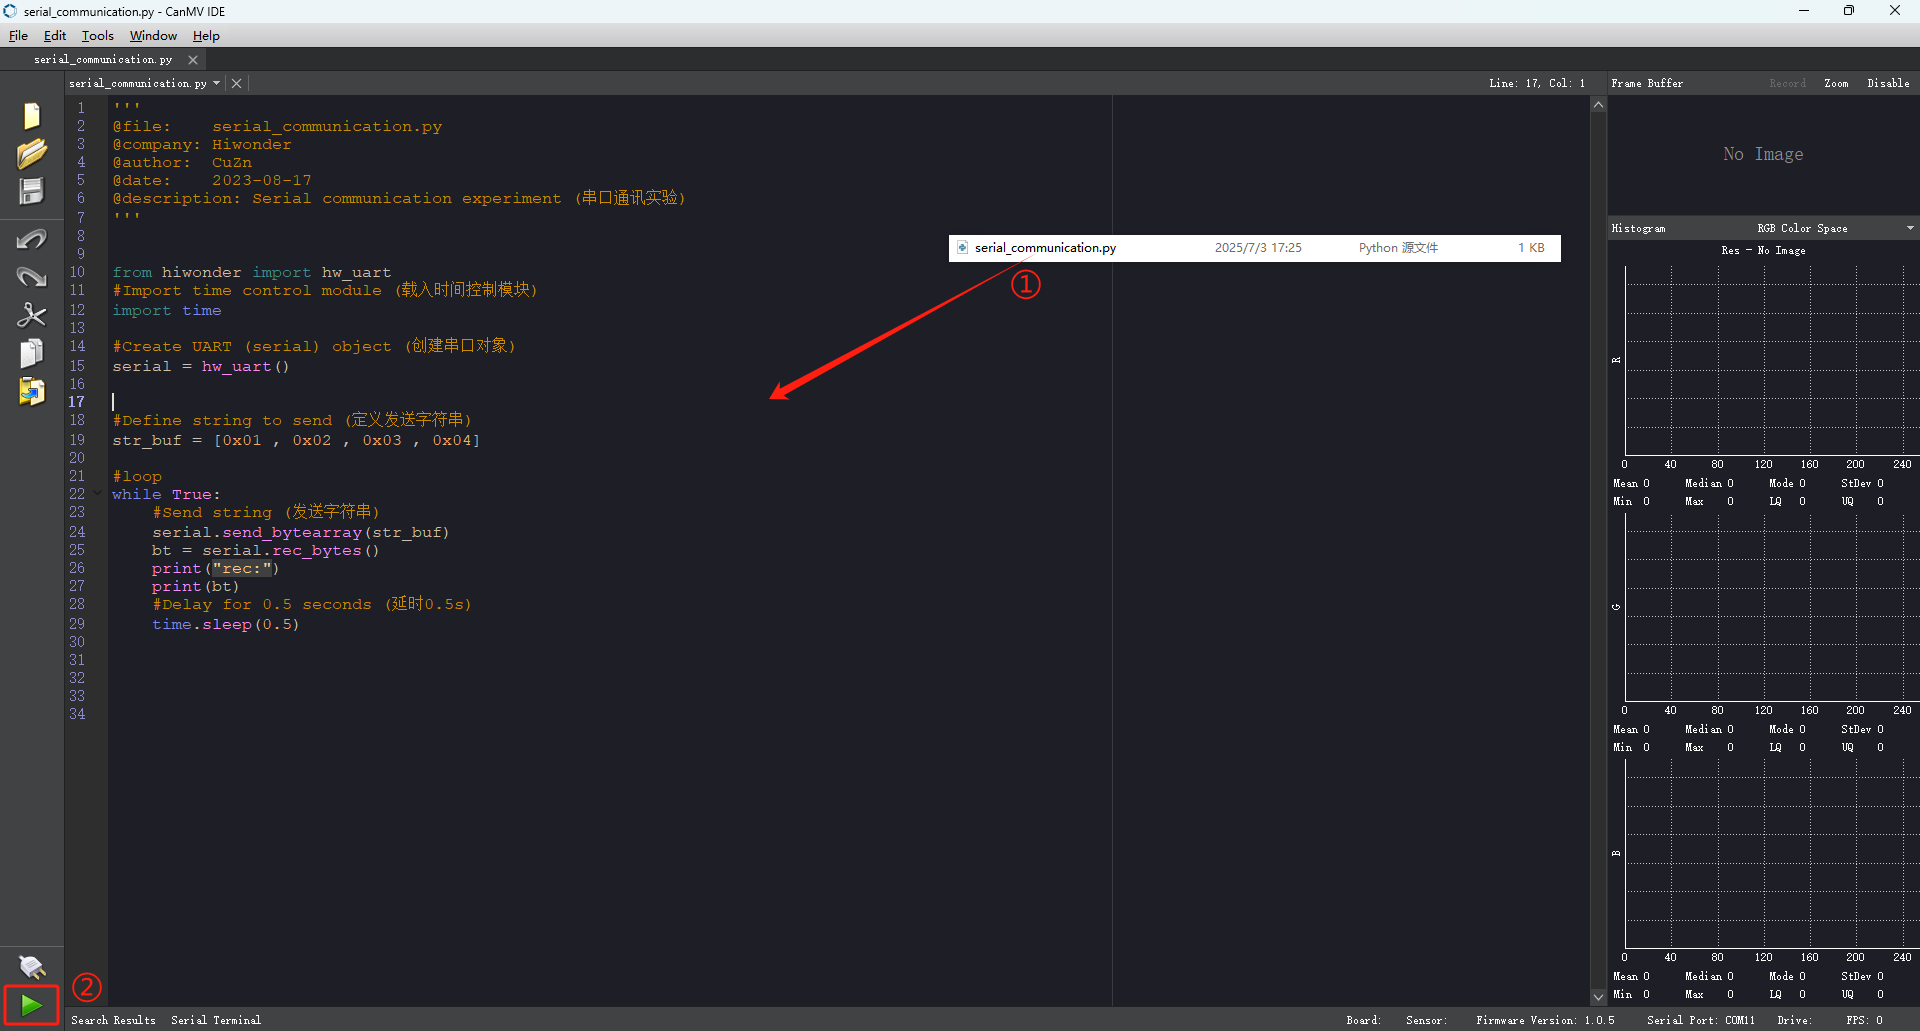 serial_communication.py - CanMV IDE
File Edit Tools Window Help
serial_communication.py
serial_communication.py
Line: 17, Col: 1
Frame Buffer Record Zoom Disable
1 '''
2 @file: serial_communication.py
3 @company: Hiwonder
4 @author: CuZn
5 @date: 2023-08-17
6 @description: Serial communication experiment (串口通讯实验)
7 '''
8
9
10 from hiwonder import hw_uart
11 #Import time control module (载入时间控制模块)
12 import time
13
14 #Create UART (serial) object (创建串口对象)
15 serial = hw_uart()
16
17
18 #Define string to send (定义发送字符串)
19 str_buf = [0x01 , 0x02 , 0x03 , 0x04]
20
21 #loop
22 while True:
23 #Send string (发送字符串)
24 serial.send_bytearray(str_buf)
25 bt = serial.rec_bytes()
26 print("rec:")
27 print(bt)
28 #Delay for 0.5 seconds (延时0.5s)
29 time.sleep(0.5)
30
31
32
33
34
serial_communication.py 2025/7/3 17:25 Python 源文件 1 KB
①
②
No Image
Histogram RGB Color Space
Res - No Image
R
0 40 80 120 160 200 240
Mean 0 Median 0 Mode 0 StDev 0
Min 0 Max 0 LQ 0 UQ 0
G
0 40 80 120 160 200 240
Mean 0 Median 0 Mode 0 StDev 0
Min 0 Max 0 LQ 0 UQ 0
B
0 40 80 120 160 200 240
Mean 0 Median 0 Mode 0 StDev 0
Min 0 Max 0 LQ 0 UQ 0
Search Results Serial Terminal
Board: Sensor: Firmware Version: 1.0.5 Serial Port: COM11 Drive: FPS: 0